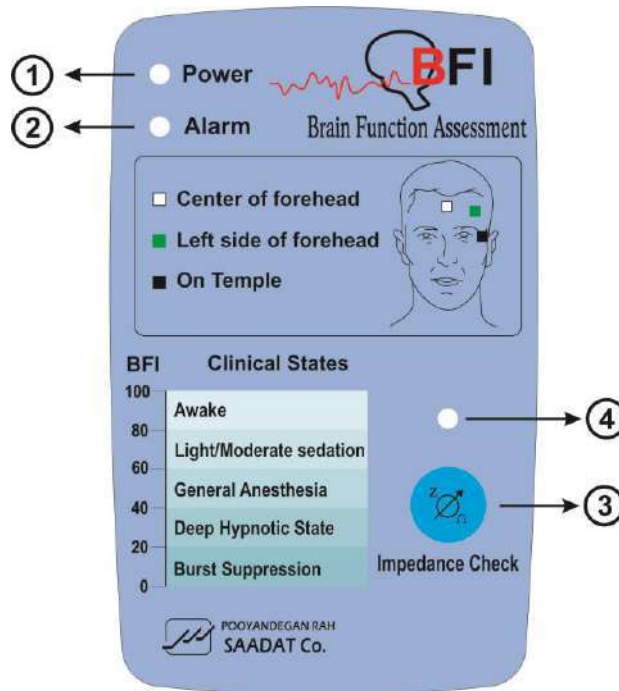 1
Power
BFI
2
Alarm
Brain Function Assessment
Center of forehead
Left side of forehead
On Temple
BFI Clinical States
100
Awake
80
Light/Moderate sedation
60
General Anesthesia
40
Deep Hypnotic State
20
Burst Suppression
0
4
Z Ω
3
Impedance Check
POOYANDEGAN RAH
SAADAT Co.